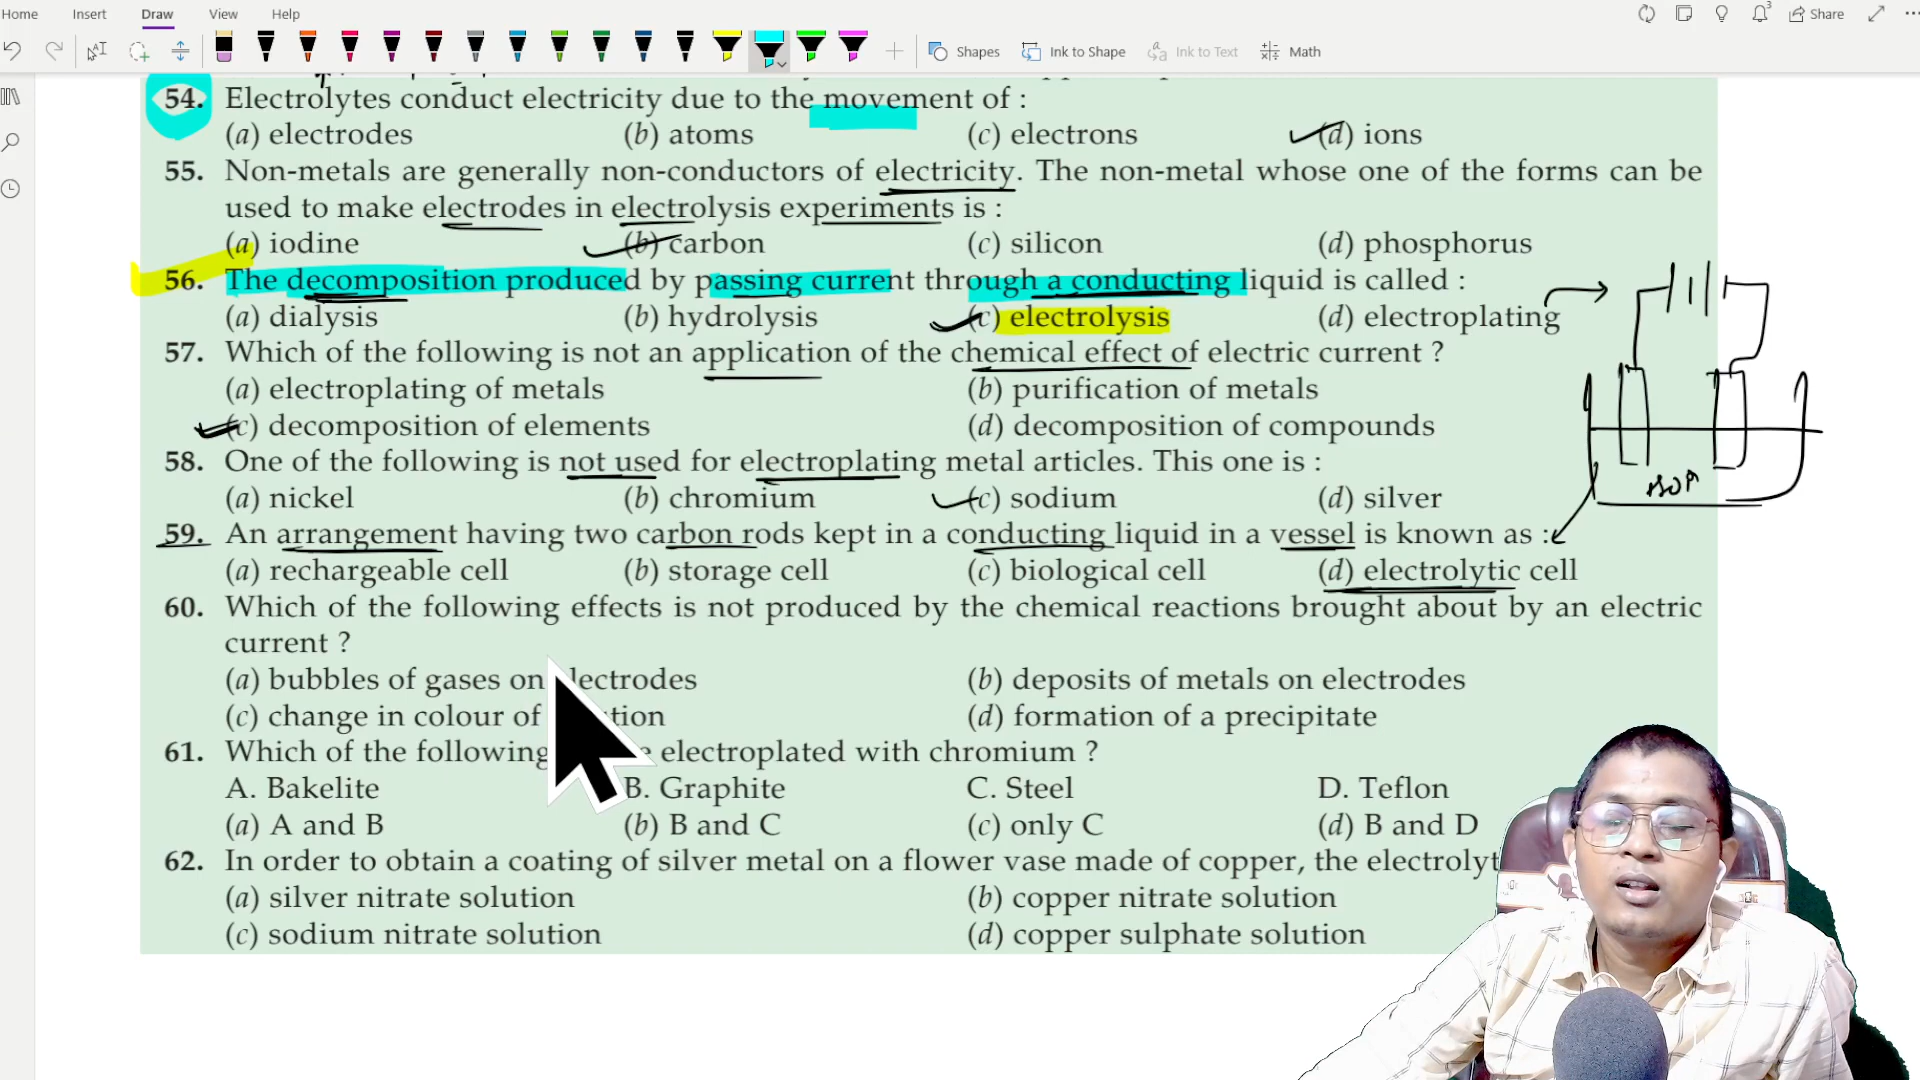 Home Insert Draw View Help
Share
Shapes Ink to Shape Ink to Text Math
54. Electrolytes conduct electricity due to the movement of :
(a) electrodes (b) atoms (c) electrons (d) ions
55. Non-metals are generally non-conductors of electricity. The non-metal whose one of the forms can be
used to make electrodes in electrolysis experiments is :
(a) iodine (b) carbon (c) silicon (d) phosphorus
56. The decomposition produced by passing current through a conducting liquid is called :
(a) dialysis (b) hydrolysis (c) electrolysis (d) electroplating
57. Which of the following is not an application of the chemical effect of electric current ?
(a) electroplating of metals (b) purification of metals
(c) decomposition of elements (d) decomposition of compounds
58. One of the following is not used for electroplating metal articles. This one is :
(a) nickel (b) chromium (c) sodium (d) silver
59. An arrangement having two carbon rods kept in a conducting liquid in a vessel is known as :
(a) rechargeable cell (b) storage cell (c) biological cell (d) electrolytic cell
60. Which of the following effects is not produced by the chemical reactions brought about by an electric
current ?
(a) bubbles of gases on electrodes (b) deposits of metals on electrodes
(c) change in colour of (d) formation of a precipitate
61. Which of the following electroplated with chromium ?
A. Bakelite B. Graphite C. Steel D. Teflon
(a) A and B (b) B and C (c) only C (d) B and D
62. In order to obtain a coating of silver metal on a flower vase made of copper, the
(a) silver nitrate solution (b) copper nitrate solution
(c) sodium nitrate solution (d) copper sulphate solution